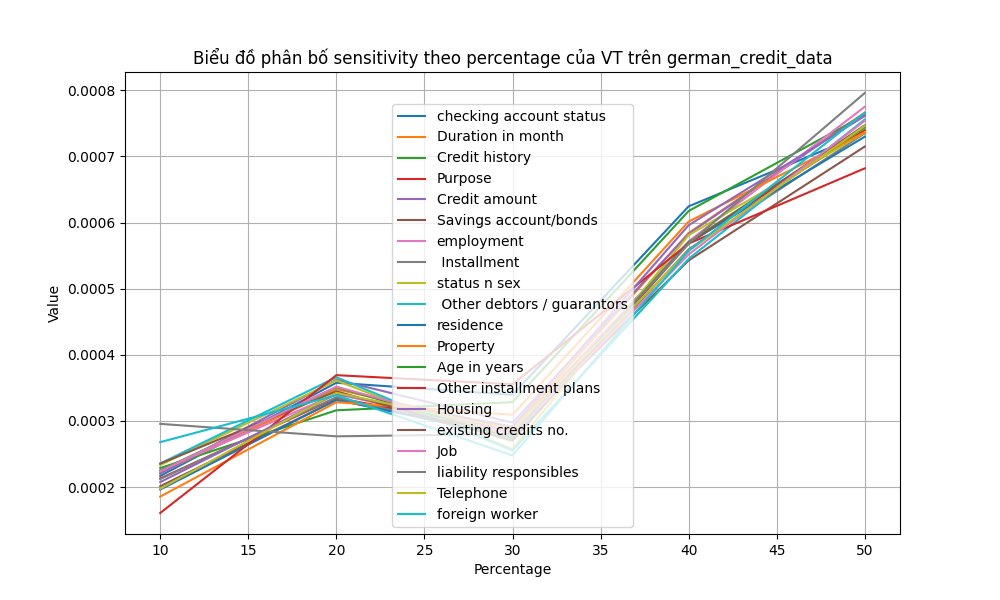 Biểu đồ phân bố sensitivity theo percentage của VT trên german_credit_data
Value
0.0008
0.0007
0.0006
0.0005
0.0004
0.0003
0.0002
checking account status
Duration in month
Credit history
Purpose
Credit amount
Savings account/bonds
employment
Installment
status n sex
Other debtors / guarantors
residence
Property
Age in years
Other installment plans
Housing
existing credits no.
Job
liability responsibles
Telephone
foreign worker
10 15 20 25 30 35 40 45 50
Percentage